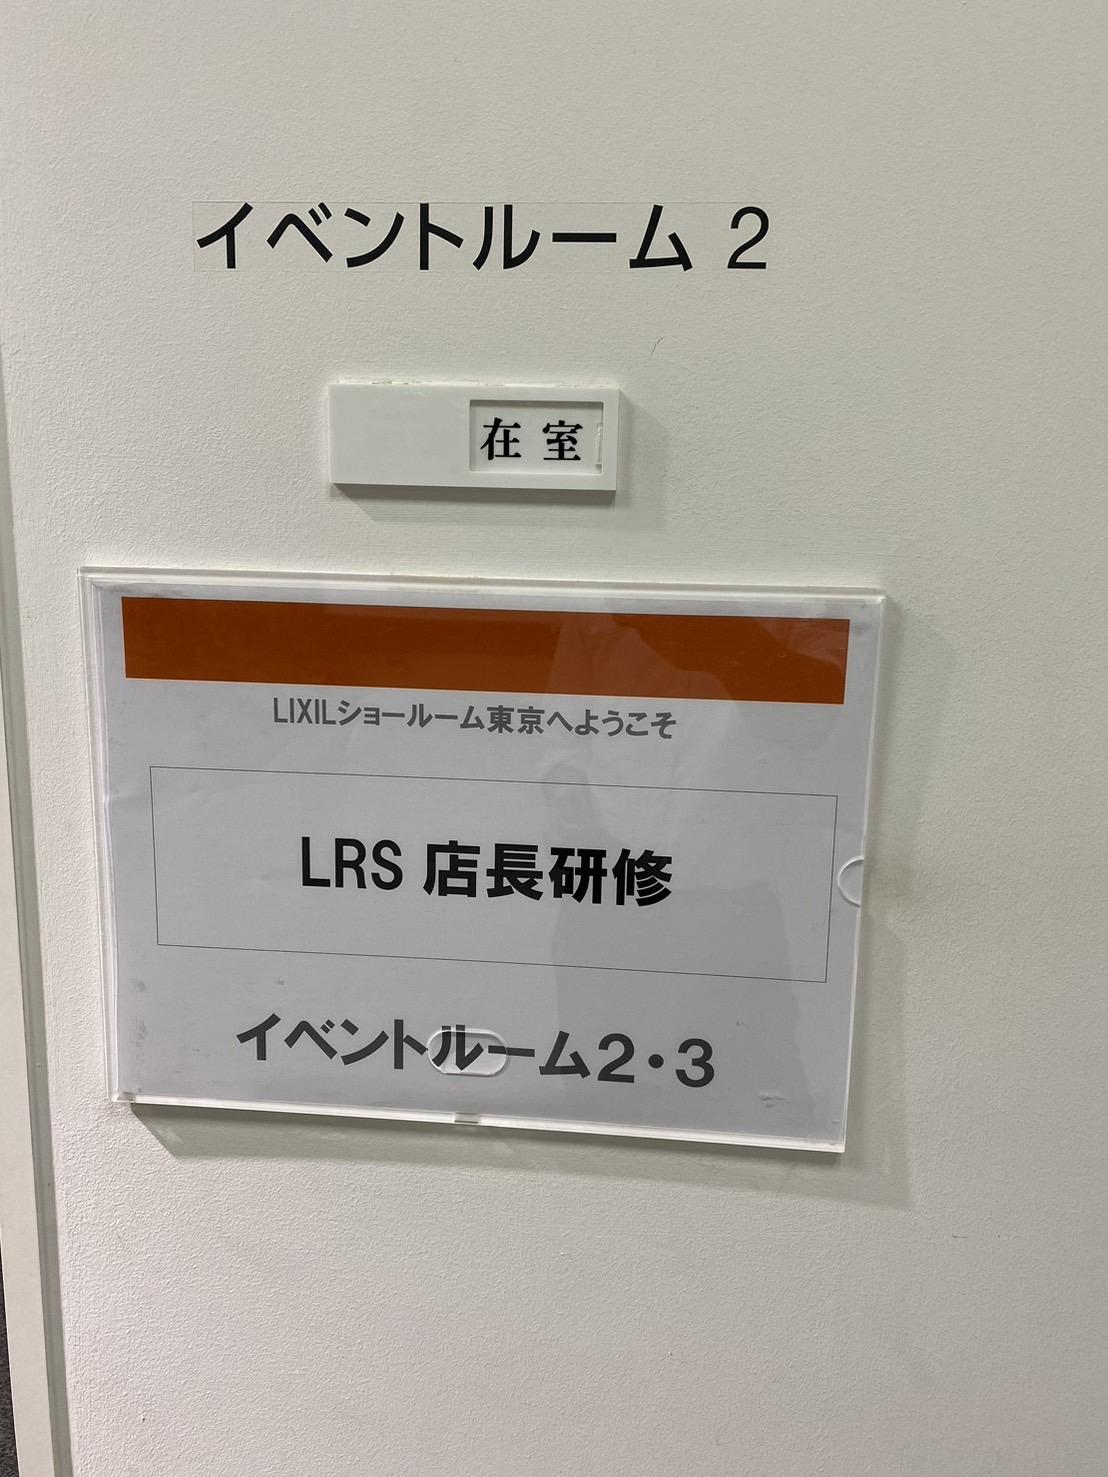 イベントルーム 2
在室
LIXILショールーム東京へようこそ
LRS 店長研修
イベントルーム2・3